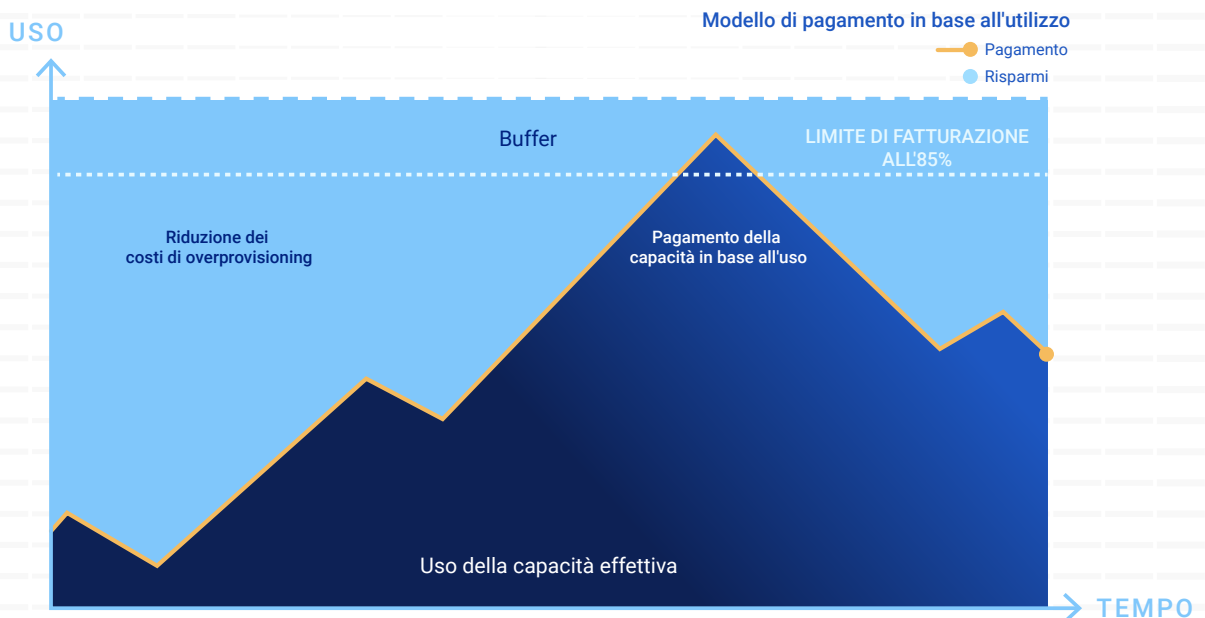 USO
Modello di pagamento in base all'utilizzo
Pagamento
Risparmi
Buffer
LIMITE DI FATTURAZIONE
ALL'85%
Riduzione dei
costi di overprovisioning
Pagamento della
capacità in base all'uso
Uso della capacità effettiva
TEMPO